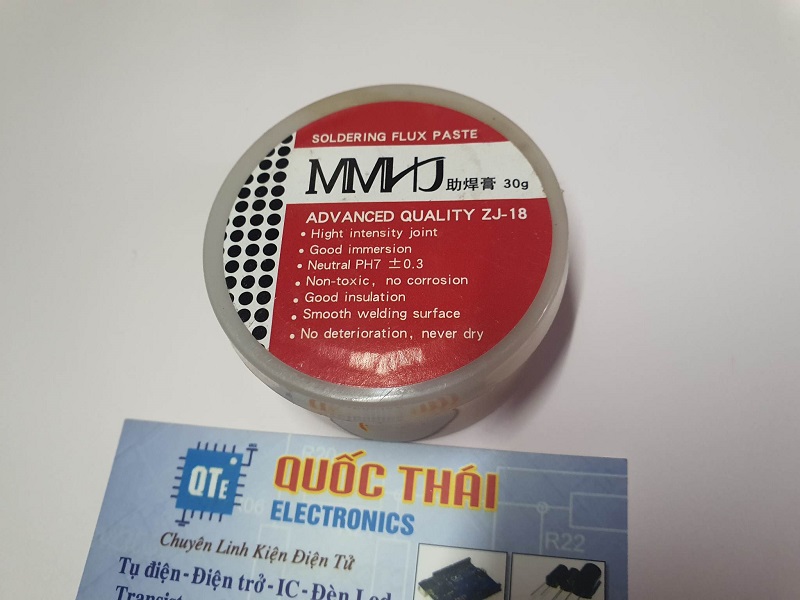 SOLDERING FLUX PASTE
MMHJ 助焊膏 30g
ADVANCED QUALITY ZJ-18
• Hight intensity joint
• Good immersion
• Neutral PH7 ±0.3
• Non-toxic, no corrosion
• Good insulation
• Smooth welding surface
• No deterioration, never dry
QTE
QUỐC THÁI
ELECTRONICS
R22
Chuyên Linh Kiện Điện Tử
Tụ điện-Điện trở-IC-Đèn Led